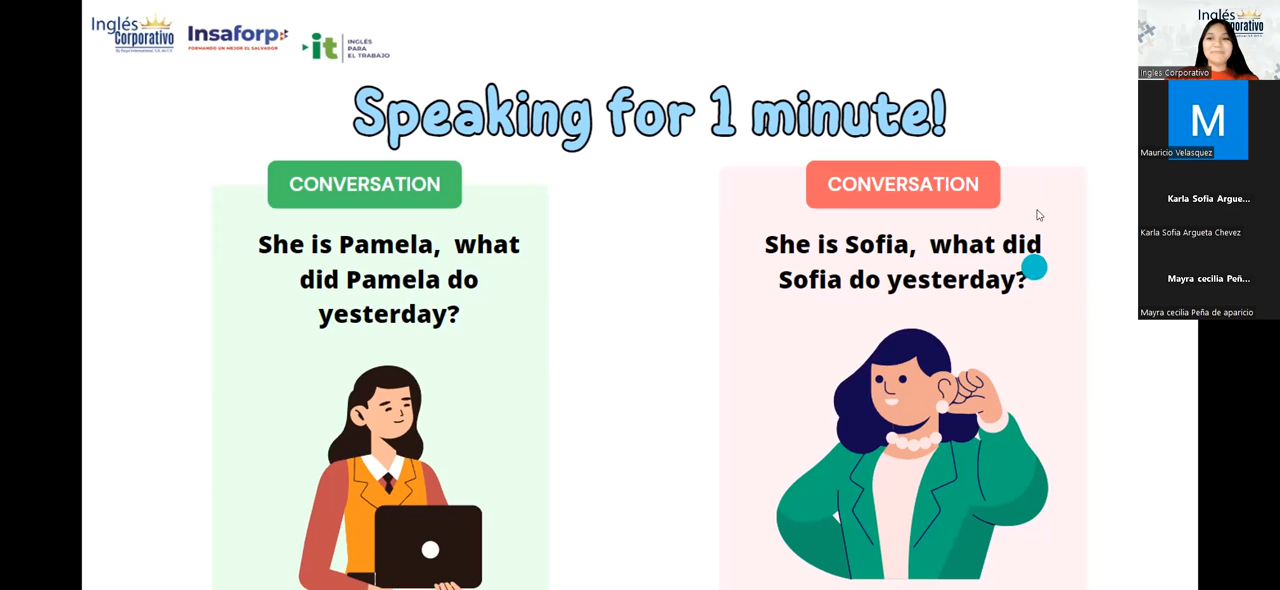 Inglés
Corporativo
Insaforp
FORMANDO UN MEJOR EL SALVADOR
it
INGLÉS
PARA
EL TRABAJO
Speaking for 1 minute!
CONVERSATION
She is Pamela, what
did Pamela do
yesterday?
CONVERSATION
She is Sofia, what did
Sofia do yesterday?
Inglés
Corporativo
Ingles Corporativo
M
Mauricio Velasquez
Karla Sofia Argue...
Karla Sofia Argueta Chevez
Mayra cecilia Peñ...
Mayra cecilia Peña de aparicio